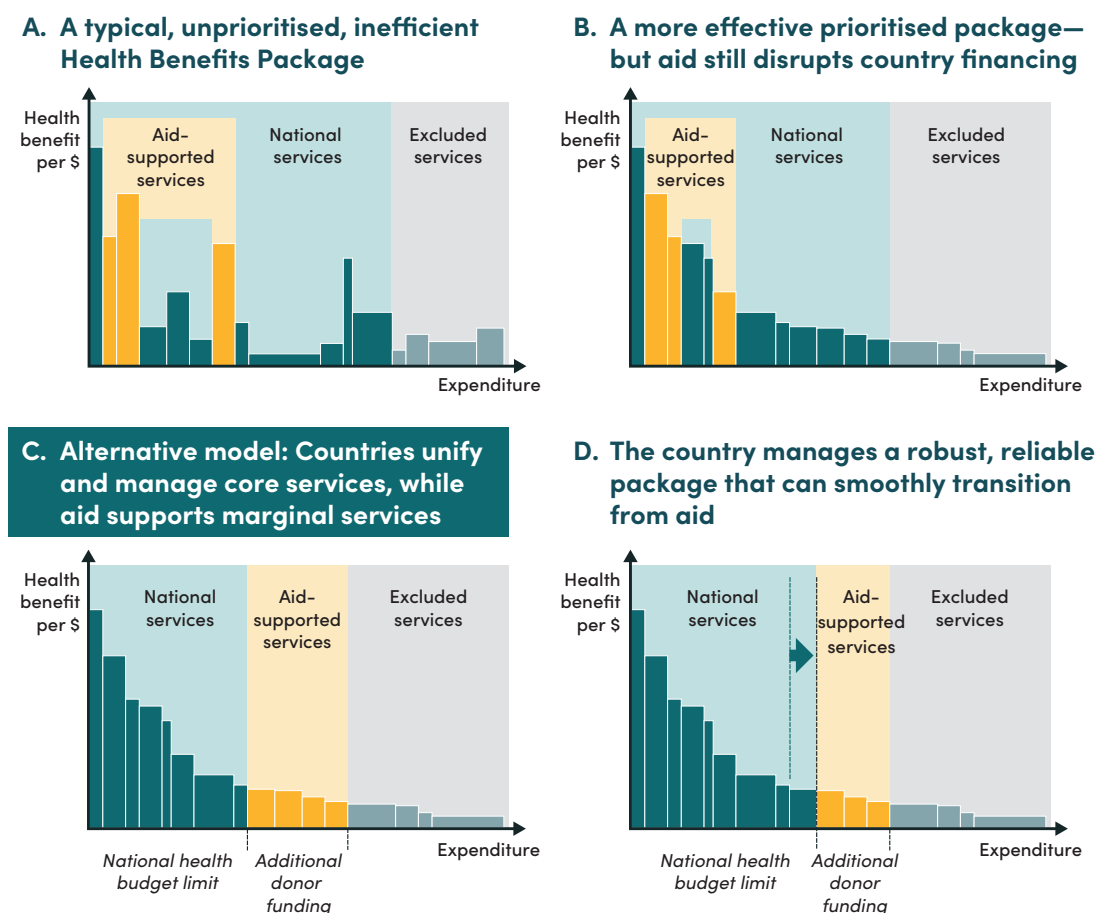 A. A typical, unprioritised, inefficient
Health Benefits Package
Health
benefit
per $
Aid-
supported
services
National
services
Excluded
services
Expenditure
B. A more effective prioritised package—
but aid still disrupts country financing
Health
benefit
per $
Aid-
supported
services
National
services
Excluded
services
Expenditure
C. Alternative model: Countries unify
and manage core services, while
aid supports marginal services
Health
benefit
per $
National
services
Aid-
supported
services
Excluded
services
Expenditure
National health
budget limit
Additional
donor
funding
D. The country manages a robust, reliable
package that can smoothly transition
from aid
Health
benefit
per $
National
services
Aid-
supported
services
Excluded
services
Expenditure
National health
budget limit
Additional
donor
funding